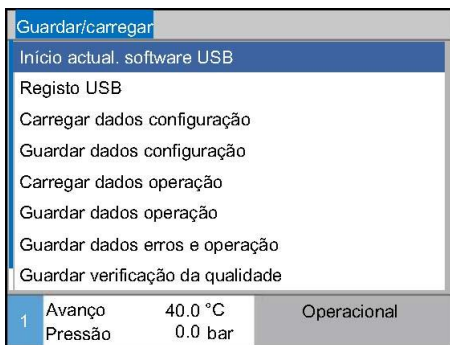 Guardar/carregar
Início actual. software USB
Registo USB
Carregar dados configuração
Guardar dados configuração
Carregar dados operação
Guardar dados operação
Guardar dados erros e operação
Guardar verificação da qualidade
1 Avanço 40.0 °C Operacional
Pressão 0.0 bar